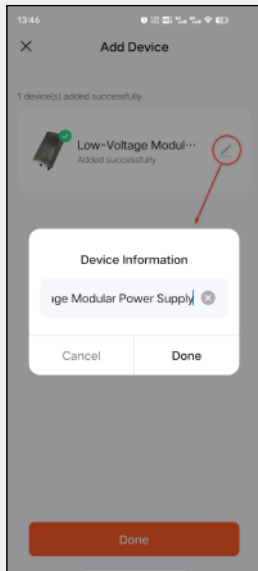 13:46
Add Device
1 device(s) added successfully
Low-Voltage Modul···
Added successfully
Device Information
age Modular Power Supply
Cancel
Done
Done